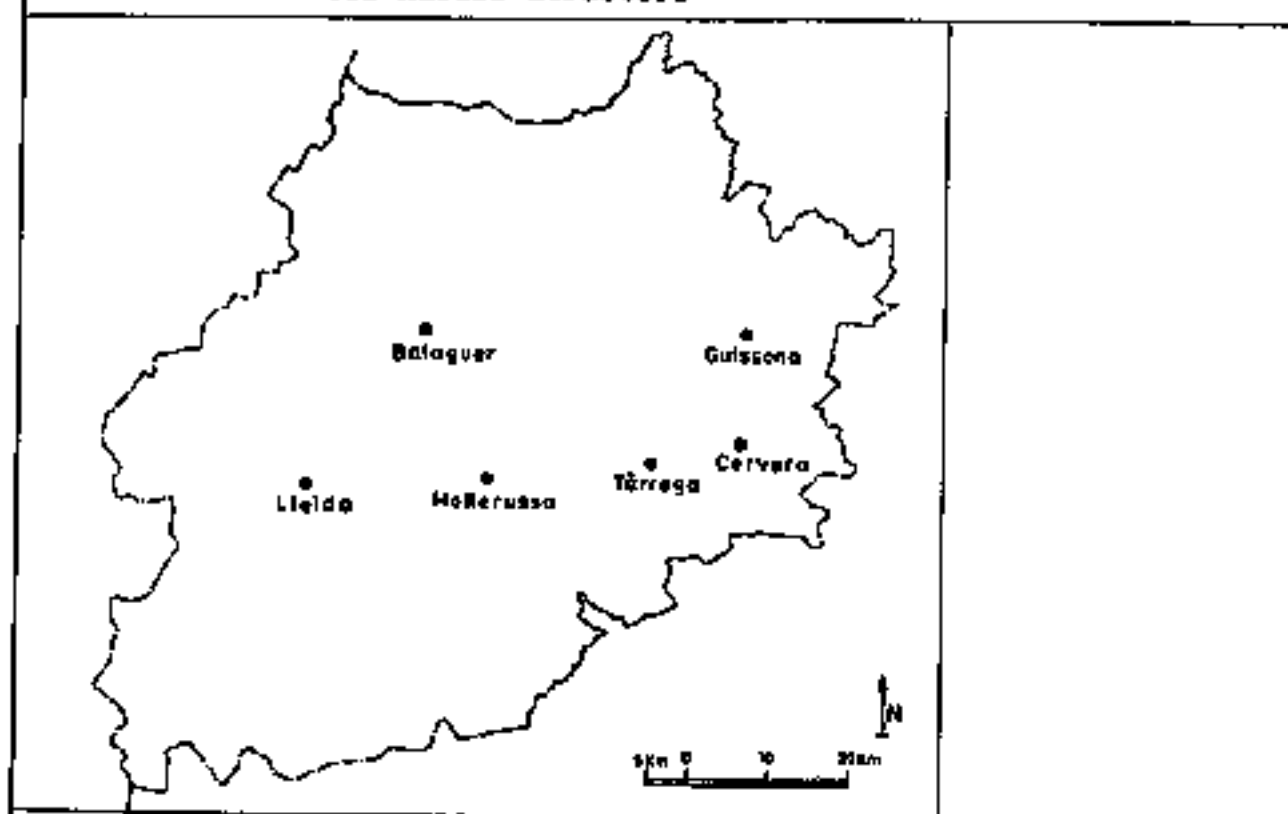 Balaguer
Guissona
Cervera
Tàrrega
Lleida
Mollerussa
N
5Km 0 10 20Km